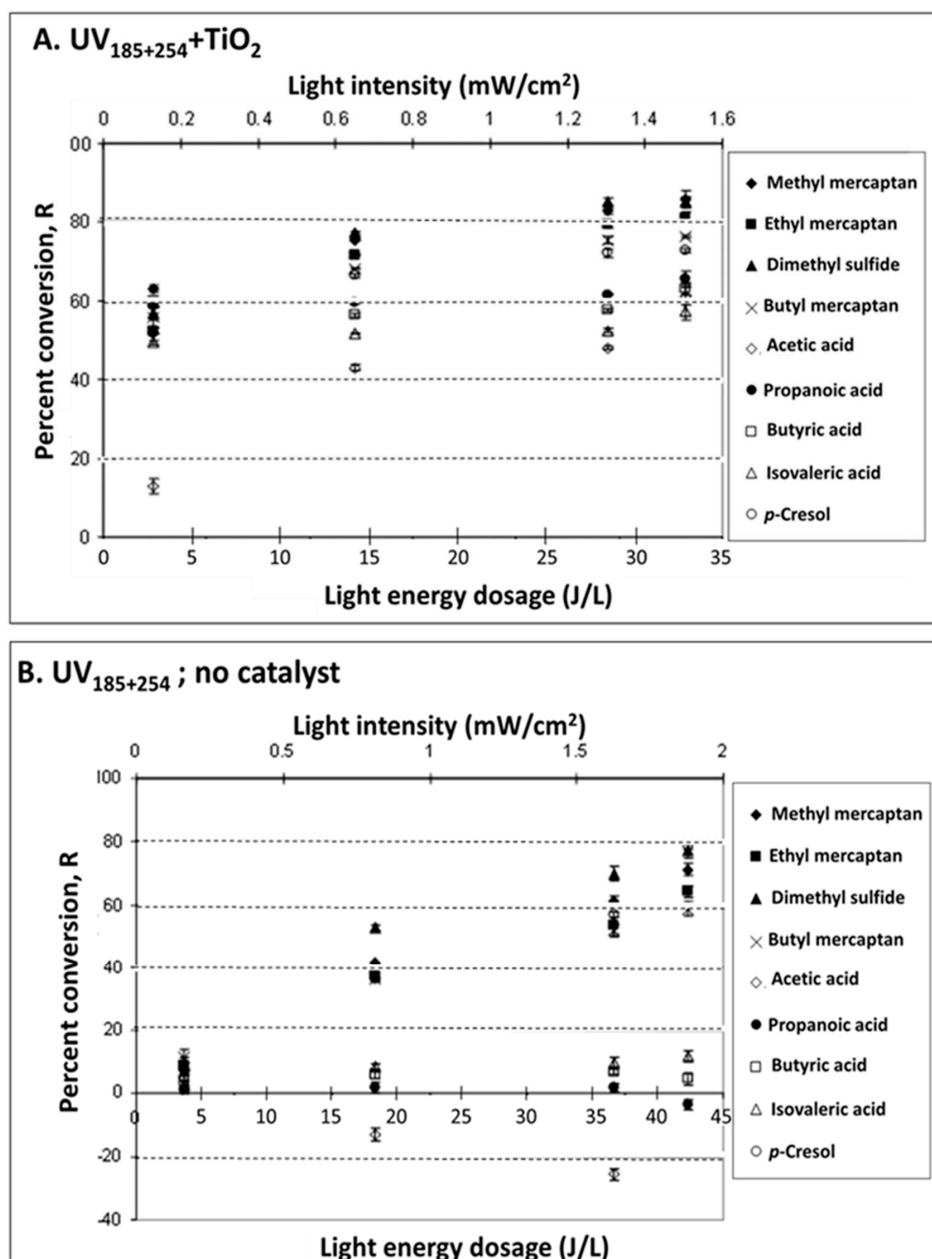 A. UV185+254+TiO2
Light intensity (mW/cm2)
0 0.2 0.4 0.6 0.8 1 1.2 1.4 1.6
00
80
60
40
20
0
Percent conversion, R
0 5 10 15 20 25 30 35
Light energy dosage (J/L)
Methyl mercaptan
Ethyl mercaptan
Dimethyl sulfide
Butyl mercaptan
Acetic acid
Propanoic acid
Butyric acid
Isovaleric acid
p-Cresol
B. UV185+254 ; no catalyst
Light intensity (mW/cm2)
0 0.5 1 1.5 2
100
80
60
40
20
0
-20
-40
Percent conversion, R
0 5 10 15 20 25 30 35 40 45
Light energy dosage (J/L)
Methyl mercaptan
Ethyl mercaptan
Dimethyl sulfide
Butyl mercaptan
Acetic acid
Propanoic acid
Butyric acid
Isovaleric acid
p-Cresol